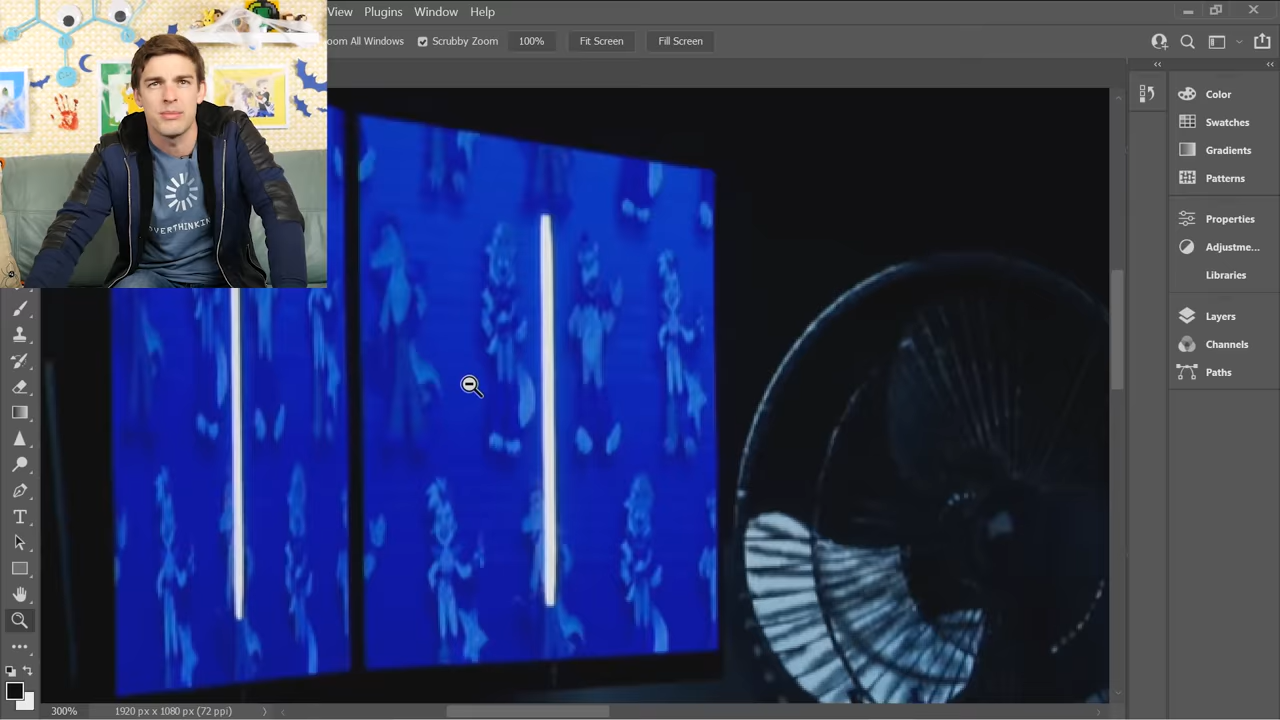 View Plugins Window Help
oom All Windows Scrubby Zoom 100% Fit Screen Fill Screen
Color
Swatches
Gradients
Patterns
Properties
Adjustme...
Libraries
Layers
Channels
Paths
OVERTHINKIN
T
300% 1920 px x 1080 px (72 ppi)